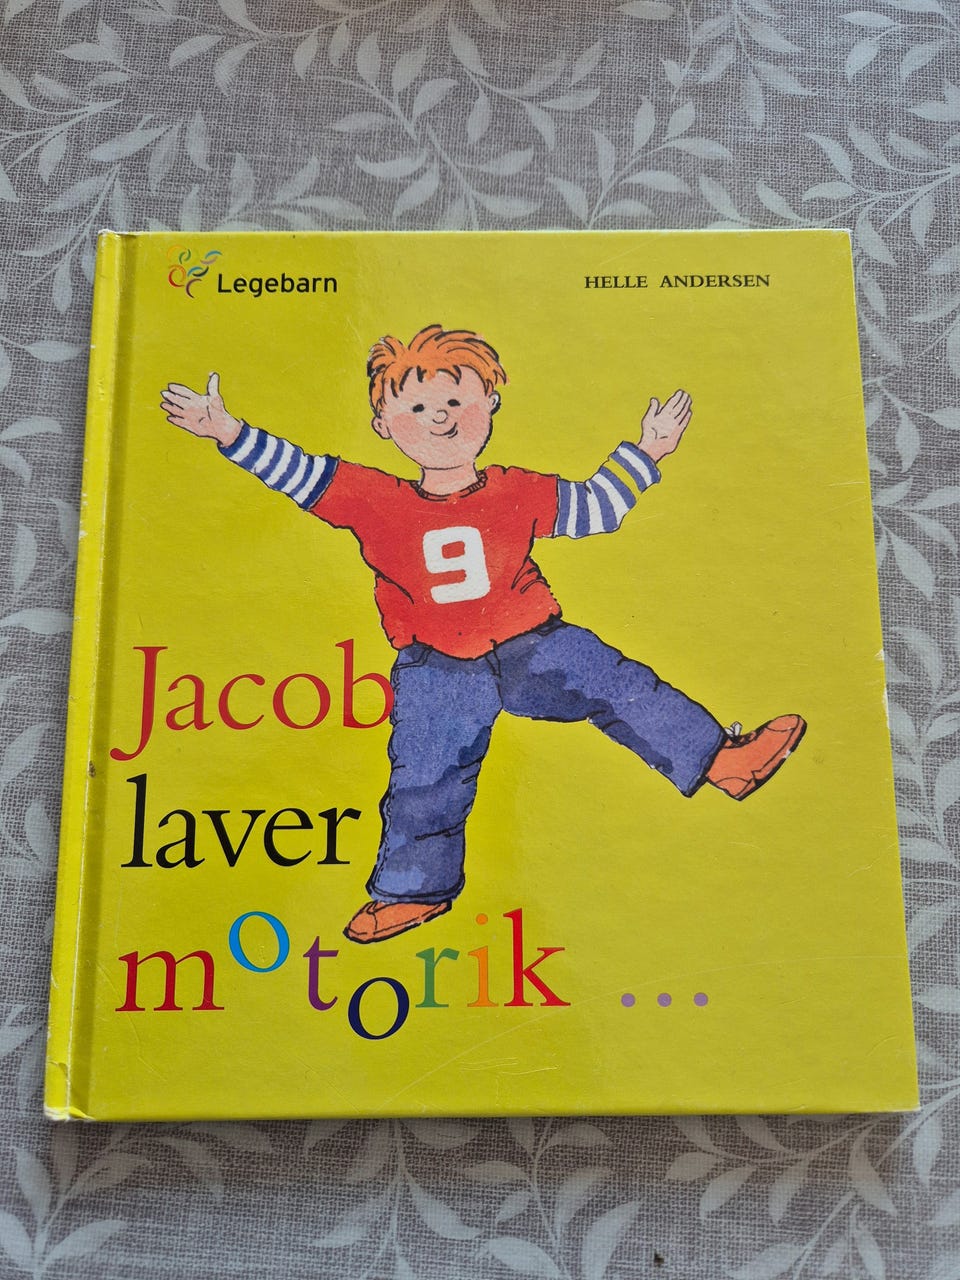 Legebarn
HELLE ANDERSEN
9
Jacob
laver
motorik ...